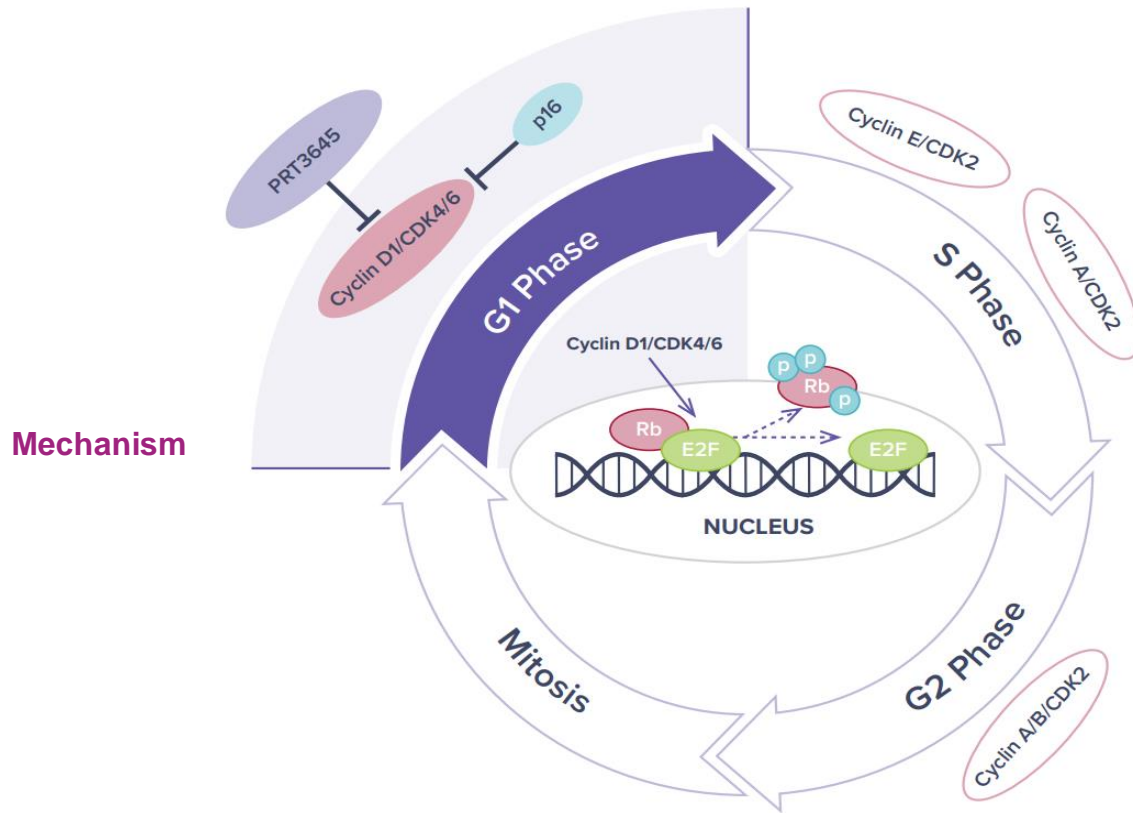 Mechanism
PRT3645
p16
Cyclin D1/CDK4/6
G1 Phase
Cyclin E/CDK2
Cyclin A/CDK2
S Phase
Cyclin D1/CDK4/6
p
p
p
Rb
Rb
E2F
E2F
NUCLEUS
Mitosis
G2 Phase
Cyclin A/B/CDK2